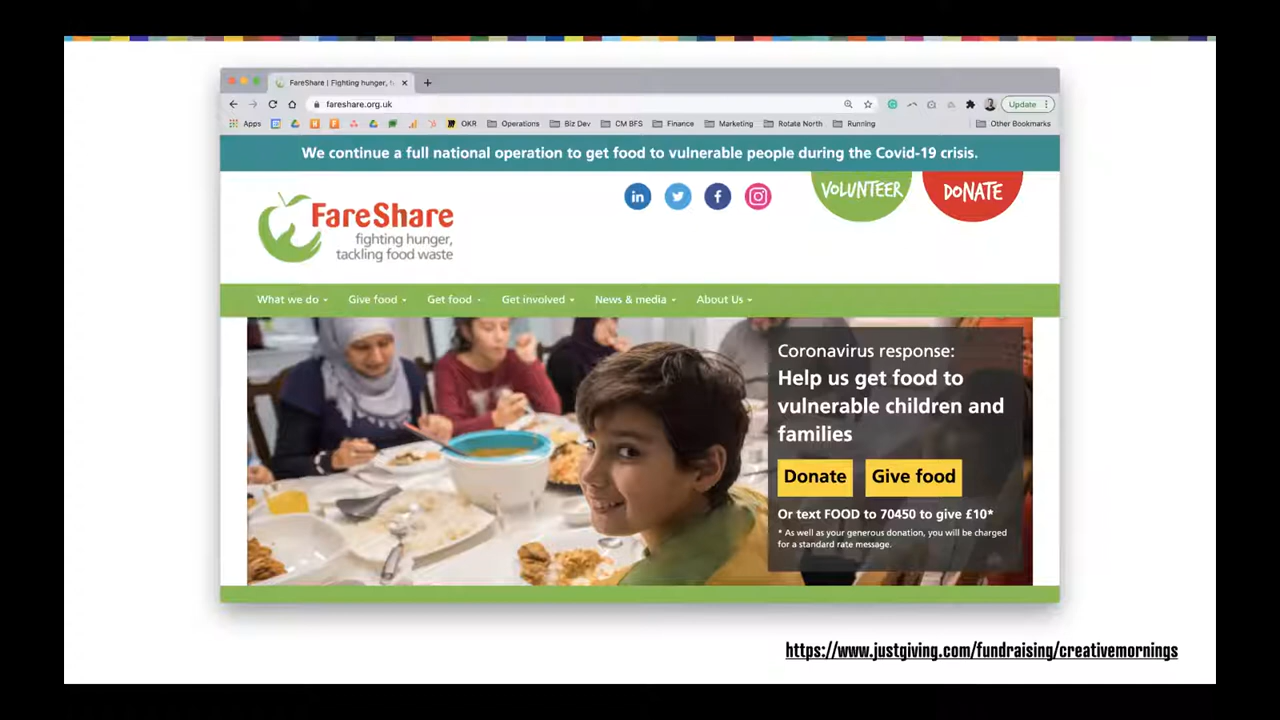 FareShare | Fighting hunger, t
fareshare.org.uk
Update
Apps
OKR
Operations
Biz Dev
CM BFS
Finance
Marketing
Rotate North
Running
Other Bookmarks
We continue a full national operation to get food to vulnerable people during the Covid-19 crisis.
FareShare
fighting hunger,
tackling food waste
in
f
VOLUNTEER
DONATE
What we do
Give food
Get food
Get involved
News & media
About Us
Coronavirus response:
Help us get food to
vulnerable children and
families
Donate
Give food
Or text FOOD to 70450 to give £10*
* As well as your generous donation, you will be charged
for a standard rate message.
https://www.justgiving.com/fundraising/creativemornings